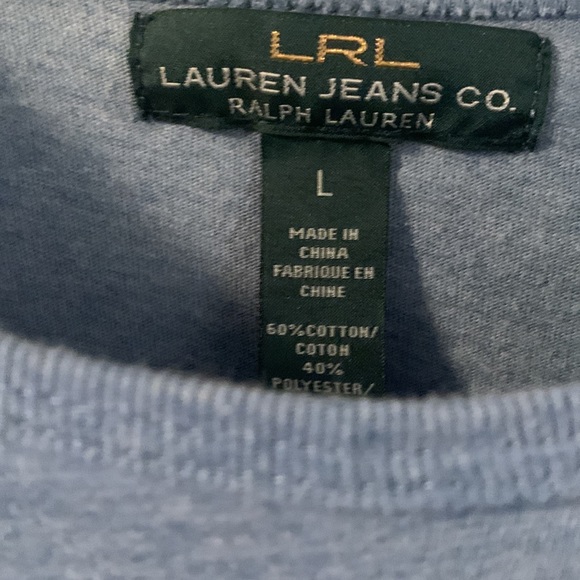 LRL
LAUREN JEANS CO.
RALPH LAUREN
L
MADE IN
CHINA
FABRIQUE EN
CHINE
60%COTTON/
COTON
40%
POLYESTER/